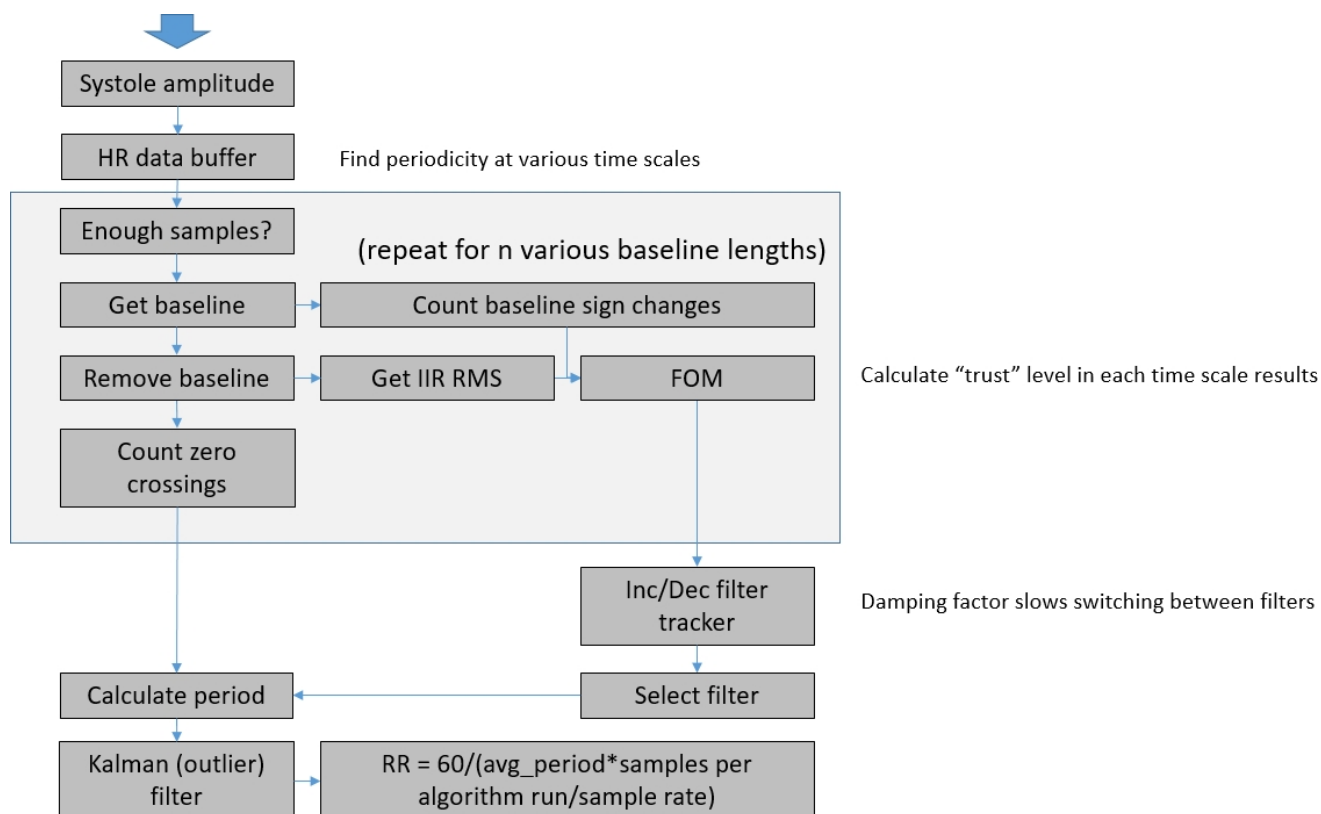 Systole amplitude
HR data buffer
Find periodicity at various time scales
Enough samples?
(repeat for n various baseline lengths)
Get baseline
Count baseline sign changes
Remove baseline
Get IIR RMS
FOM
Calculate “trust” level in each time scale results
Count zero
crossings
Inc/Dec filter
tracker
Damping factor slows switching between filters
Calculate period
Select filter
Kalman (outlier)
filter
RR = 60/(avg_period*samples per
algorithm run/sample rate)